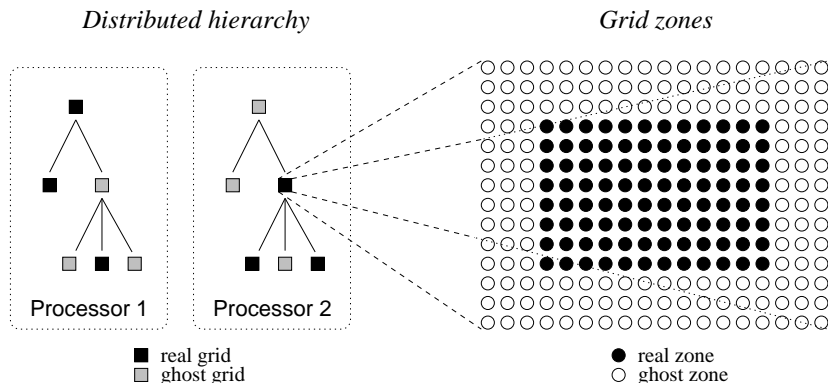 Distributed hierarchy
Grid zones
Processor 1
Processor 2
real grid
ghost grid
real zone
ghost zone